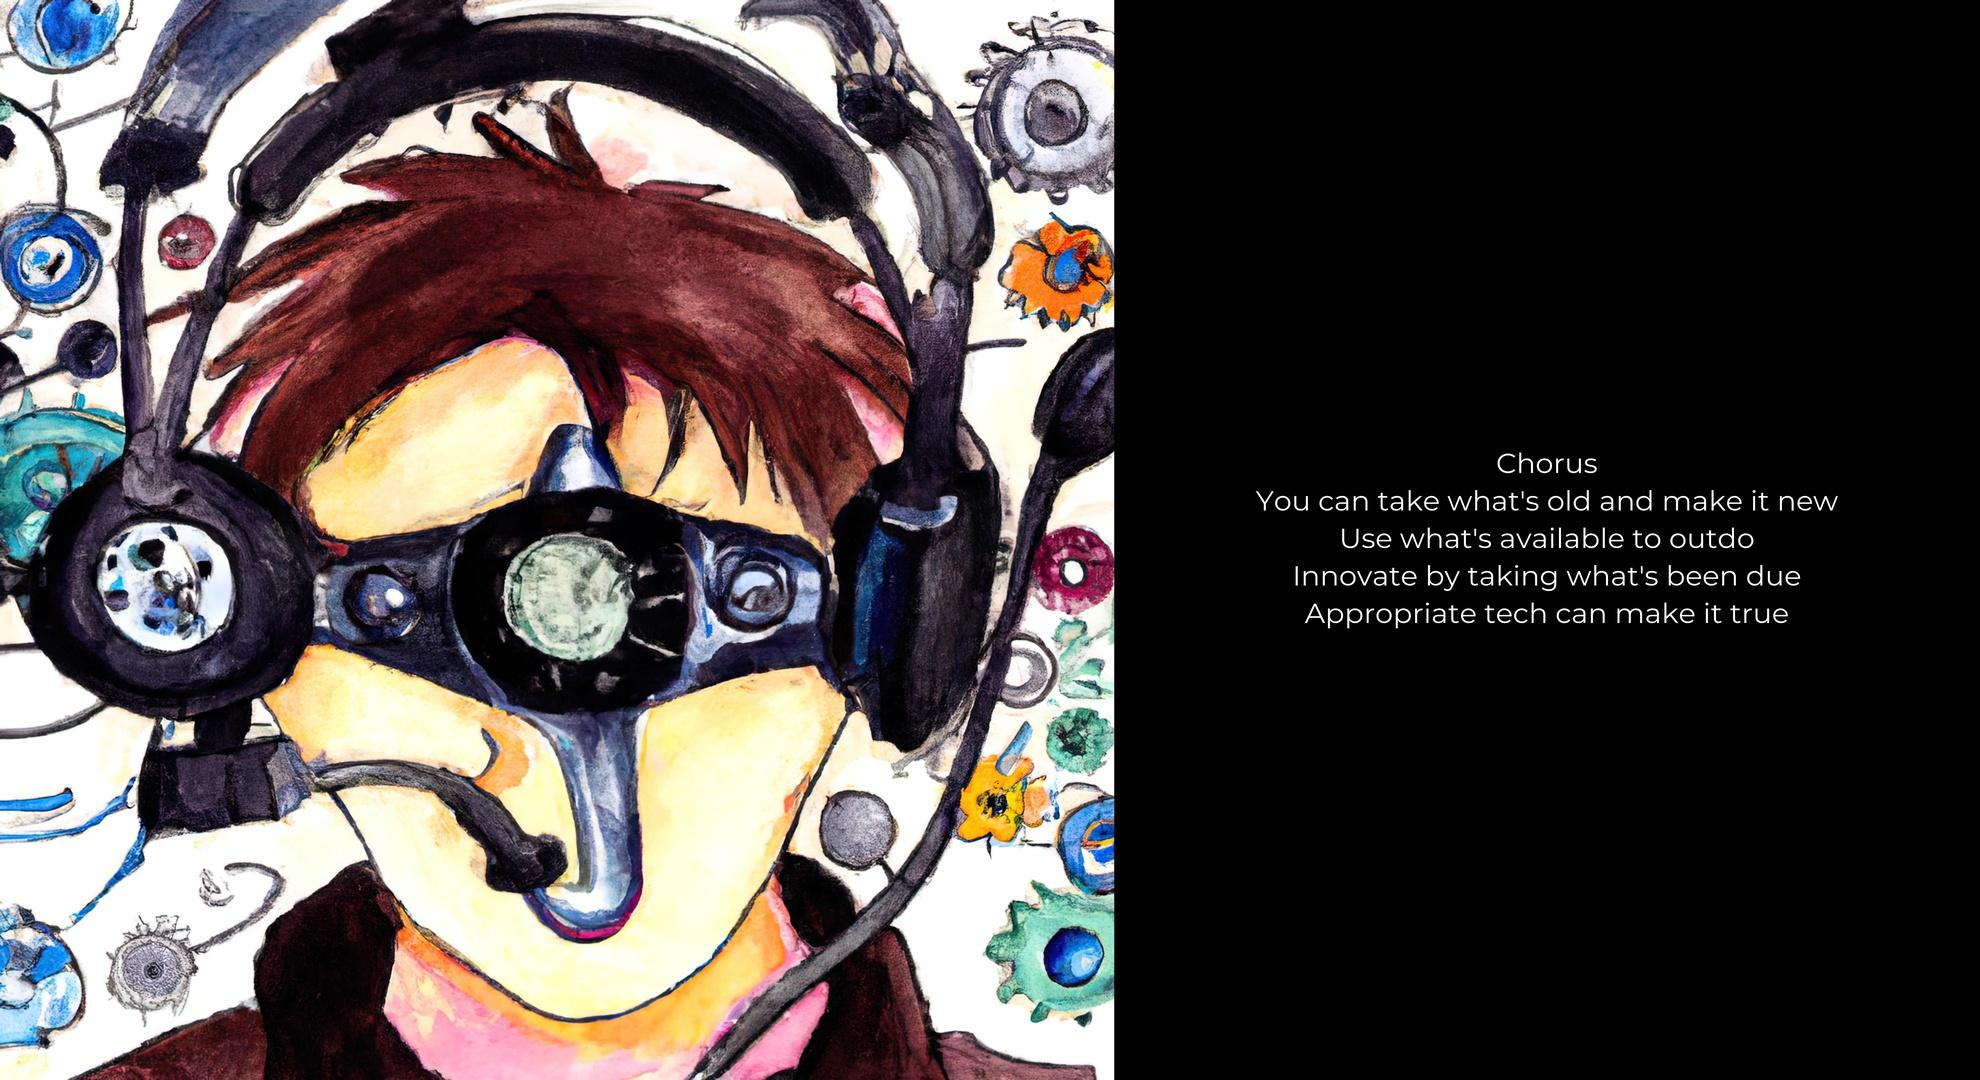 Chorus
You can take what's old and make it new
Use what's available to outdo
Innovate by taking what's been due
Appropriate tech can make it true